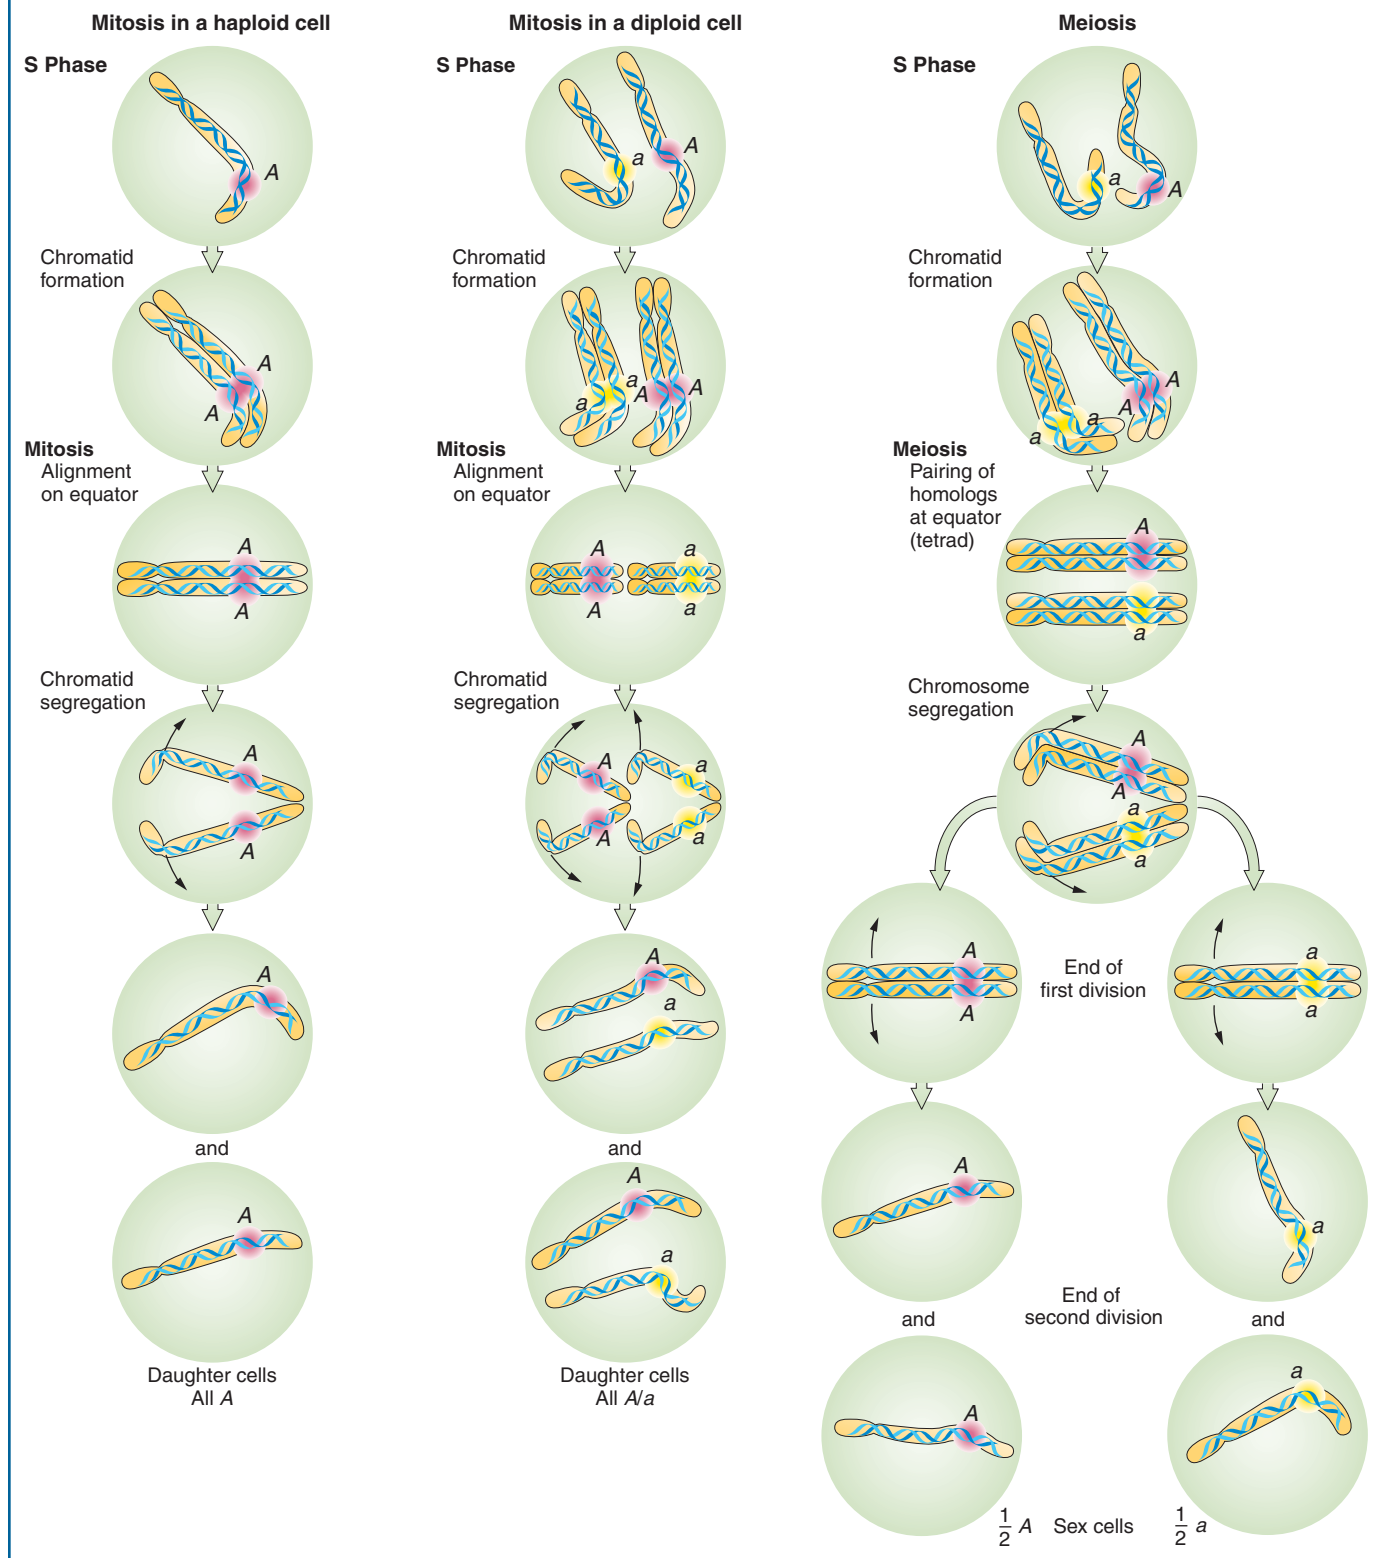 Mitosis in a haploid cell
S Phase
A
Chromatid
formation
A
A
Mitosis
Alignment
on equator
A
A
Chromatid
segregation
A
A
A
and
A
Daughter cells
All A
Mitosis in a diploid cell
S Phase
a
A
Chromatid
formation
a
a
A
A
Mitosis
Alignment
on equator
A
a
A
a
Chromatid
segregation
A
a
A
a
A
a
and
A
a
Daughter cells
All A/a
Meiosis
S Phase
a
A
Chromatid
formation
A
A
a
a
Meiosis
Pairing of
homologs
at equator
(tetrad)
A
a
Chromosome
segregation
A
A
a
a
A
A
End of
first division
a
a
A
a
End of
second division
and
and
A
a
1/2 A Sex cells 1/2 a